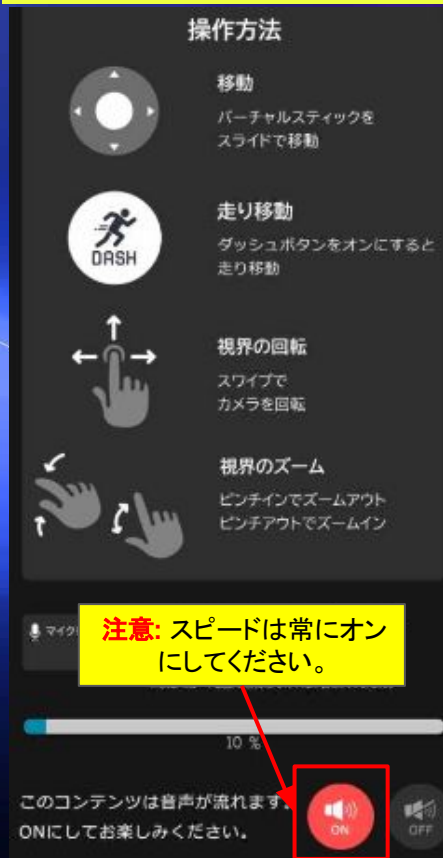 操作方法
移動
バーチャルスティックを
スライドで移動
DASH
走り移動
ダッシュボタンをオンにすると
走り移動
視界の回転
スワイプで
カメラを回転
視界のズーム
ピンチインでズームアウト
ピンチアウトでズームイン
マイク
注意: スピードは常にオン
にしてください。
10 %
このコンテンツは音声が流れます。
ONにしてお楽しみください。
ON
OFF